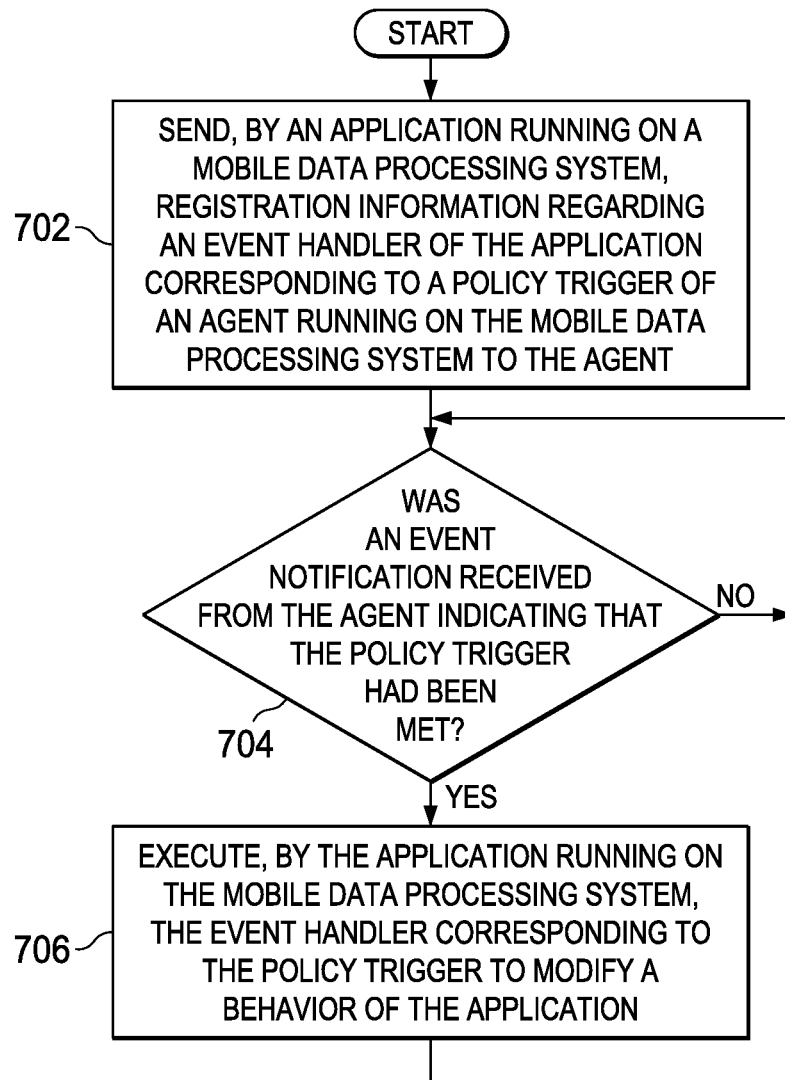 START
SEND, BY AN APPLICATION RUNNING ON A
MOBILE DATA PROCESSING SYSTEM,
REGISTRATION INFORMATION REGARDING
AN EVENT HANDLER OF THE APPLICATION
CORRESPONDING TO A POLICY TRIGGER OF
AN AGENT RUNNING ON THE MOBILE DATA
PROCESSING SYSTEM TO THE AGENT
702
WAS
AN EVENT
NOTIFICATION RECEIVED
FROM THE AGENT INDICATING THAT
THE POLICY TRIGGER
HAD BEEN
MET?
NO
704
YES
EXECUTE, BY THE APPLICATION RUNNING ON
THE MOBILE DATA PROCESSING SYSTEM,
THE EVENT HANDLER CORRESPONDING TO
THE POLICY TRIGGER TO MODIFY A
BEHAVIOR OF THE APPLICATION
706